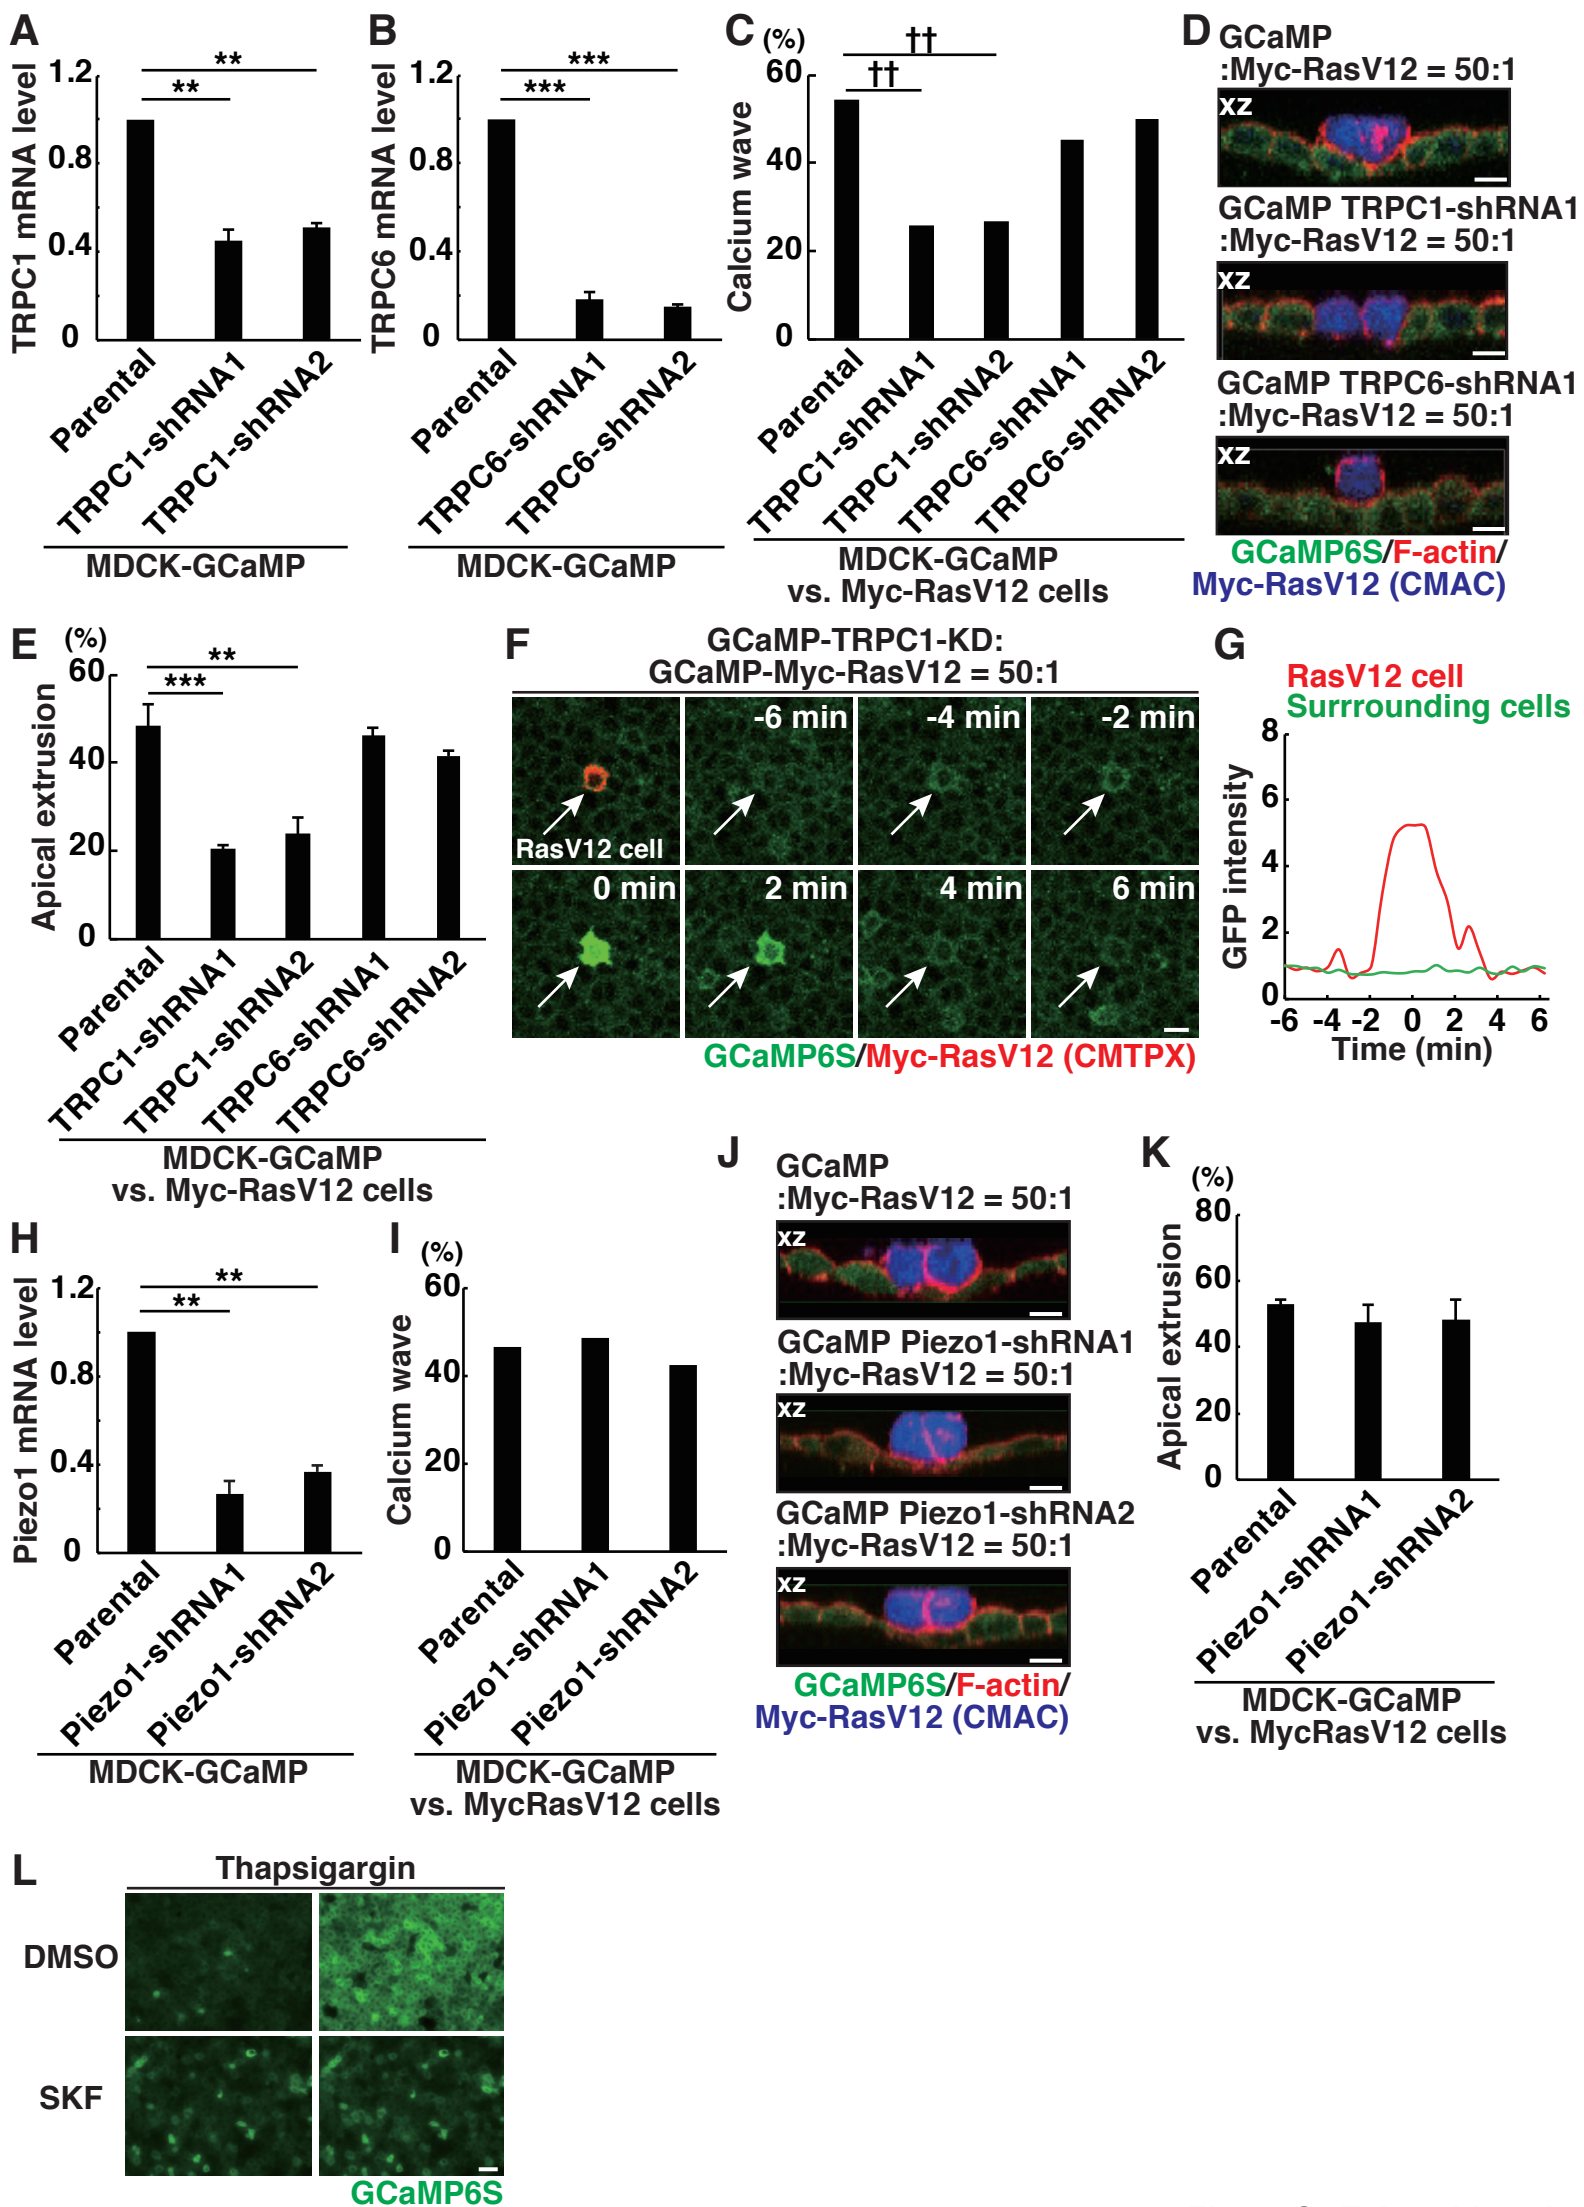 A
**
**
TRPC1 mRNA level
1.2
0.8
0.4
0
Parental
TRPC1-shRNA1
TRPC1-shRNA2
MDCK-GCaMP
B
***
***
TRPC6 mRNA level
1.2
0.8
0.4
0
Parental
TRPC6-shRNA1
TRPC6-shRNA2
MDCK-GCaMP
C
(%)
††
††
Calcium wave
60
40
20
0
Parental
TRPC1-shRNA1
TRPC1-shRNA2
TRPC6-shRNA1
TRPC6-shRNA2
MDCK-GCaMP
vs. Myc-RasV12 cells
D
GCaMP
:Myc-RasV12 = 50:1
xz
GCaMP TRPC1-shRNA1
:Myc-RasV12 = 50:1
xz
GCaMP TRPC6-shRNA1
:Myc-RasV12 = 50:1
xz
GCaMP6S/F-actin/
Myc-RasV12 (CMAC)
E
(%)
**
***
Apical extrusion
60
40
20
0
Parental
TRPC1-shRNA1
TRPC1-shRNA2
TRPC6-shRNA1
TRPC6-shRNA2
MDCK-GCaMP
vs. Myc-RasV12 cells
F
GCaMP-TRPC1-KD:
GCaMP-Myc-RasV12 = 50:1
RasV12 cell
-6 min
-4 min
-2 min
0 min
2 min
4 min
6 min
GCaMP6S/Myc-RasV12 (CMTPX)
G
RasV12 cell
Surrrounding cells
GFP intensity
8
6
4
2
0
-6 -4 -2 0 2 4 6
Time (min)
H
**
**
Piezo1 mRNA level
1.2
0.8
0.4
0
Parental
Piezo1-shRNA1
Piezo1-shRNA2
MDCK-GCaMP
I
(%)
Calcium wave
60
40
20
0
Parental
Piezo1-shRNA1
Piezo1-shRNA2
MDCK-GCaMP
vs. MycRasV12 cells
J
GCaMP
:Myc-RasV12 = 50:1
xz
GCaMP Piezo1-shRNA1
:Myc-RasV12 = 50:1
xz
GCaMP Piezo1-shRNA2
:Myc-RasV12 = 50:1
xz
GCaMP6S/F-actin/
Myc-RasV12 (CMAC)
K
(%)
Apical extrusion
80
60
40
20
0
Parental
Piezo1-shRNA1
Piezo1-shRNA2
MDCK-GCaMP
vs. MycRasV12 cells
L
Thapsigargin
DMSO
SKF
GCaMP6S